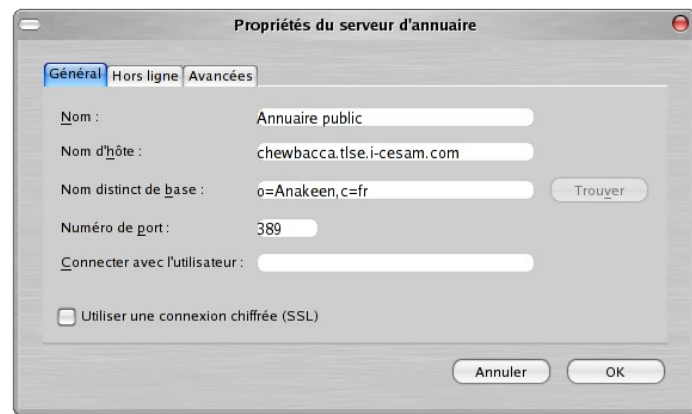 Propriétés du serveur d'annuaire
Général Hors ligne Avancées
Nom :
Annuaire public
Nom d'hôte :
chewbacca.tlse.i-cesam.com
Nom distinct de base :
o=Anakeen,c=fr
Trouver
Numéro de port :
389
Connecter avec l'utilisateur :
Utiliser une connexion chiffrée (SSL)
Annuler OK